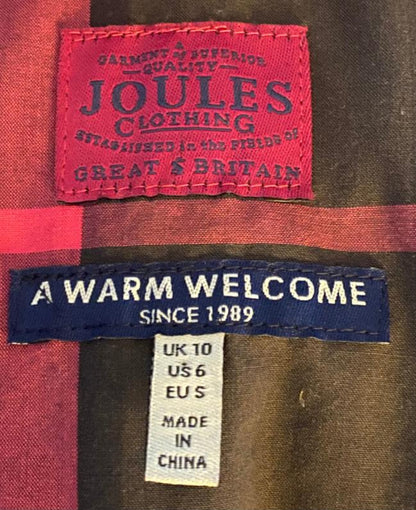 A
GARMENT of SUPERIOR
QUALITY
JOULES
CLOTHING
ESTABLISHED in the FIELDS of
GREAT & BRITAIN
A WARM WELCOME
SINCE 1989
UK 10
US 6
EU S
MADE
IN
CHINA